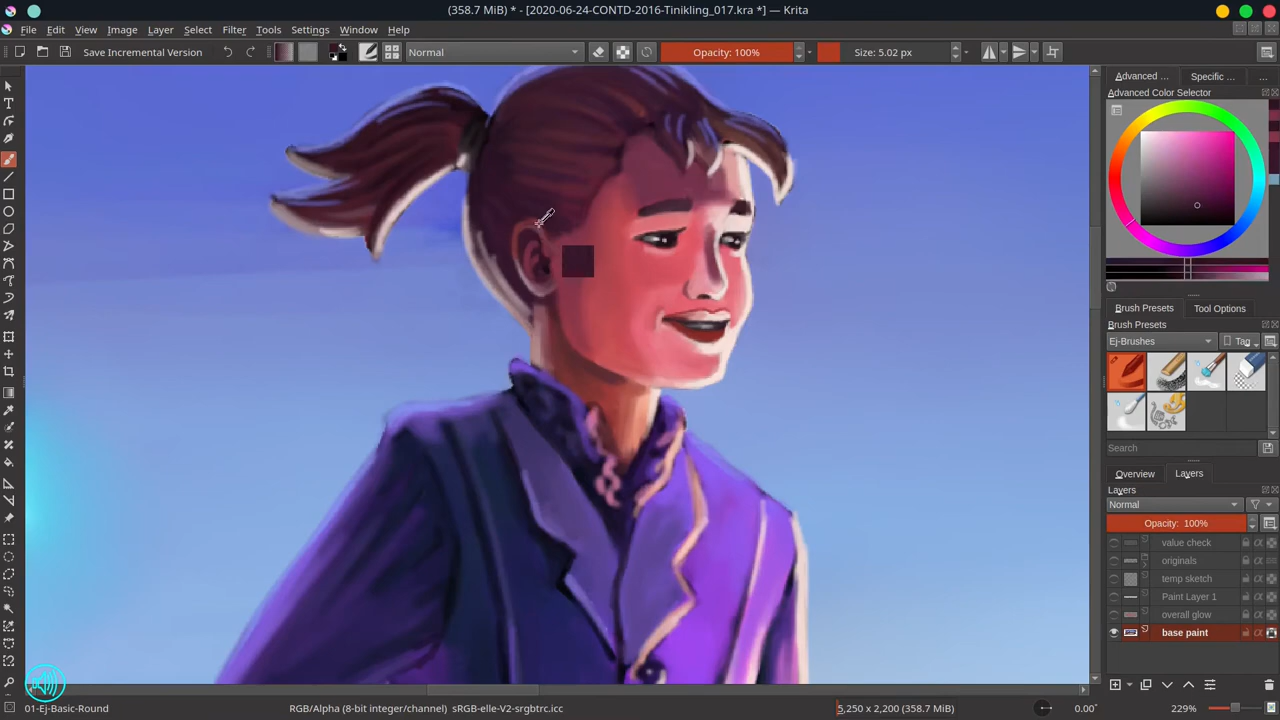 (358.7 MiB) * - [2020-06-24-CONTD-2016-Tinikling_017.kra *] — Krita
File Edit View Image Layer Select Filter Tools Settings Window Help
Save Incremental Version Normal Opacity: 100% Size: 5.02 px
Advanced ... Specific ... ...
Advanced Color Selector
Brush Presets Tool Options
Brush Presets
Ej-Brushes Tag
Search
Overview Layers
Layers
Normal
Opacity: 100%
value check
originals
temp sketch
Paint Layer 1
overall glow
base paint
01-Ej-Basic-Round RGB/Alpha (8-bit integer/channel) sRGB-elle-V2-srgbtrc.icc 5,250 x 2,200 (358.7 MiB) 0.00° 229%